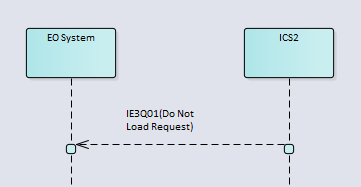 EO System
ICS2
IE3Q01(Do Not
Load Request)